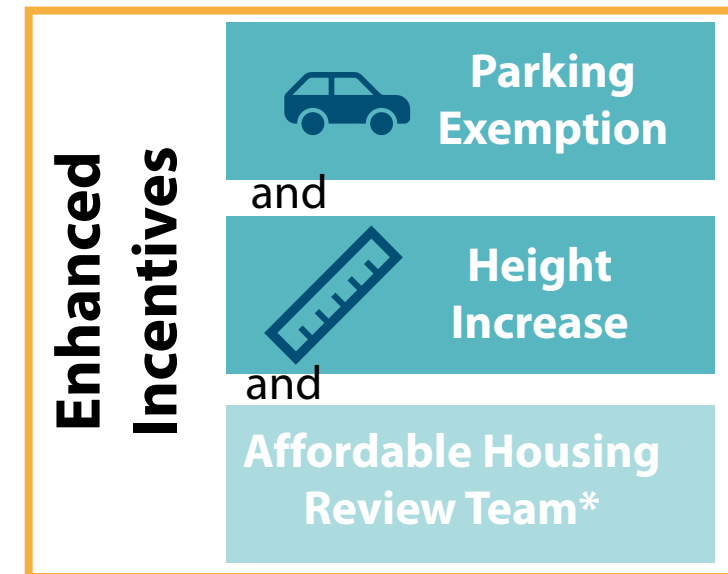 Enhanced
Incentives
Parking
Exemption
and
Height
Increase
and
Affordable Housing
Review Team*